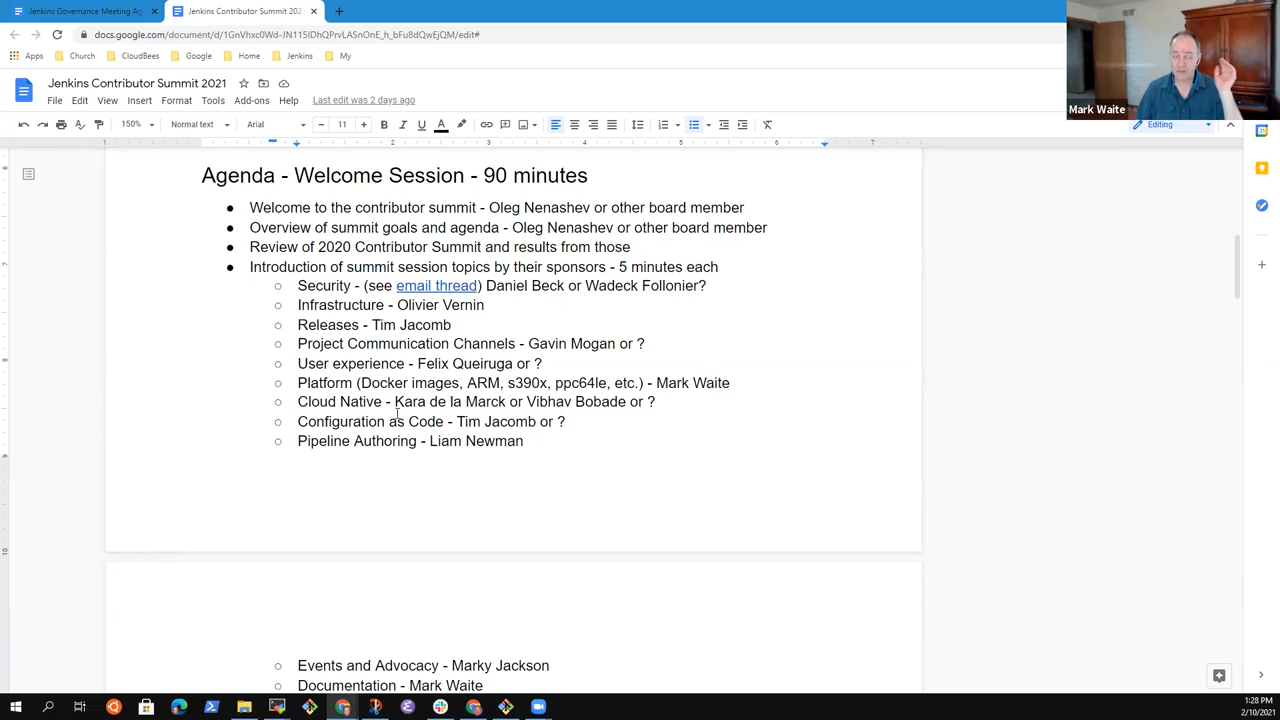 Jenkins Governance Meeting Ag
Jenkins Contributor Summit 2021
docs.google.com/document/d/1GnVhxc0Wd-JN115IDhQPrvLASnOnE_h_bFu8dQwEjQM/edit#
Apps Church CloudBees Google Home Jenkins My
Jenkins Contributor Summit 2021
File Edit View Insert Format Tools Add-ons Help Last edit was 2 days ago
150% Normal text Arial 11 Editing
Mark Waite
1 2 3 4 5 6 7
Agenda - Welcome Session - 90 minutes
● Welcome to the contributor summit - Oleg Nenashev or other board member
● Overview of summit goals and agenda - Oleg Nenashev or other board member
● Review of 2020 Contributor Summit and results from those
● Introduction of summit session topics by their sponsors - 5 minutes each
○ Security - (see email thread) Daniel Beck or Wadeck Follonier?
○ Infrastructure - Olivier Vernin
○ Releases - Tim Jacomb
○ Project Communication Channels - Gavin Mogan or ?
○ User experience - Felix Queiruga or ?
○ Platform (Docker images, ARM, s390x, ppc64le, etc.) - Mark Waite
○ Cloud Native - Kara de la Marck or Vibhav Bobade or ?
○ Configuration as Code - Tim Jacomb or ?
○ Pipeline Authoring - Liam Newman
○ Events and Advocacy - Marky Jackson
○ Documentation - Mark Waite
1:28 PM
2/10/2021